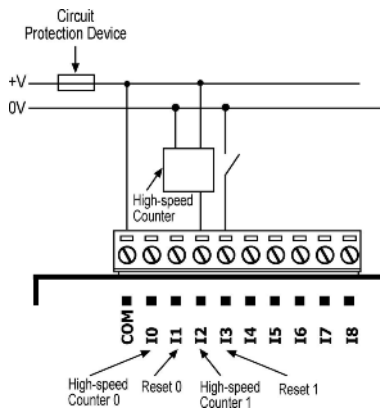 Circuit
Protection Device
+V
0V
High-speed
Counter
COM
I0
I1
I2
I3
I4
I5
I6
I7
I8
High-speed
Counter 0
Reset 0
High-speed
Counter 1
Reset 1